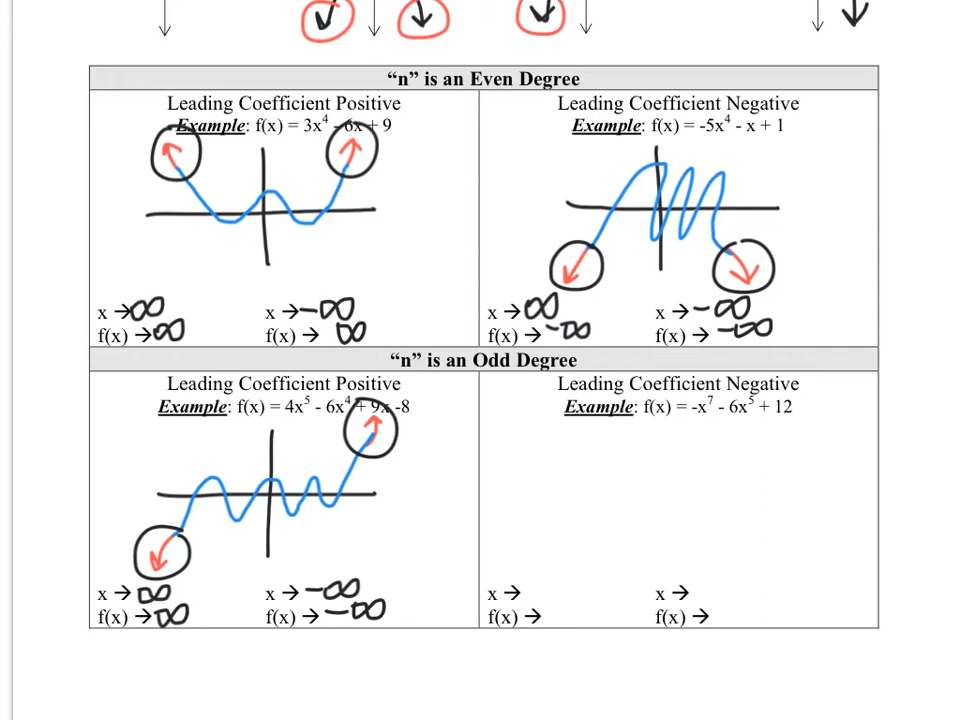 “n” is an Even Degree
Leading Coefficient Positive
Example: f(x) = 3x⁴ - 6x + 9
x → ∞ x → -∞
f(x) → ∞ f(x) → ∞
Leading Coefficient Negative
Example: f(x) = -5x⁴ - x + 1
x → ∞ x → -∞
f(x) → -∞ f(x) → -∞
“n” is an Odd Degree
Leading Coefficient Positive
Example: f(x) = 4x⁵ - 6x⁴ + 9x -8
x → ∞ x → -∞
f(x) → ∞ f(x) → -∞
Leading Coefficient Negative
Example: f(x) = -x⁷ - 6x⁵ + 12
x → x →
f(x) → f(x) →